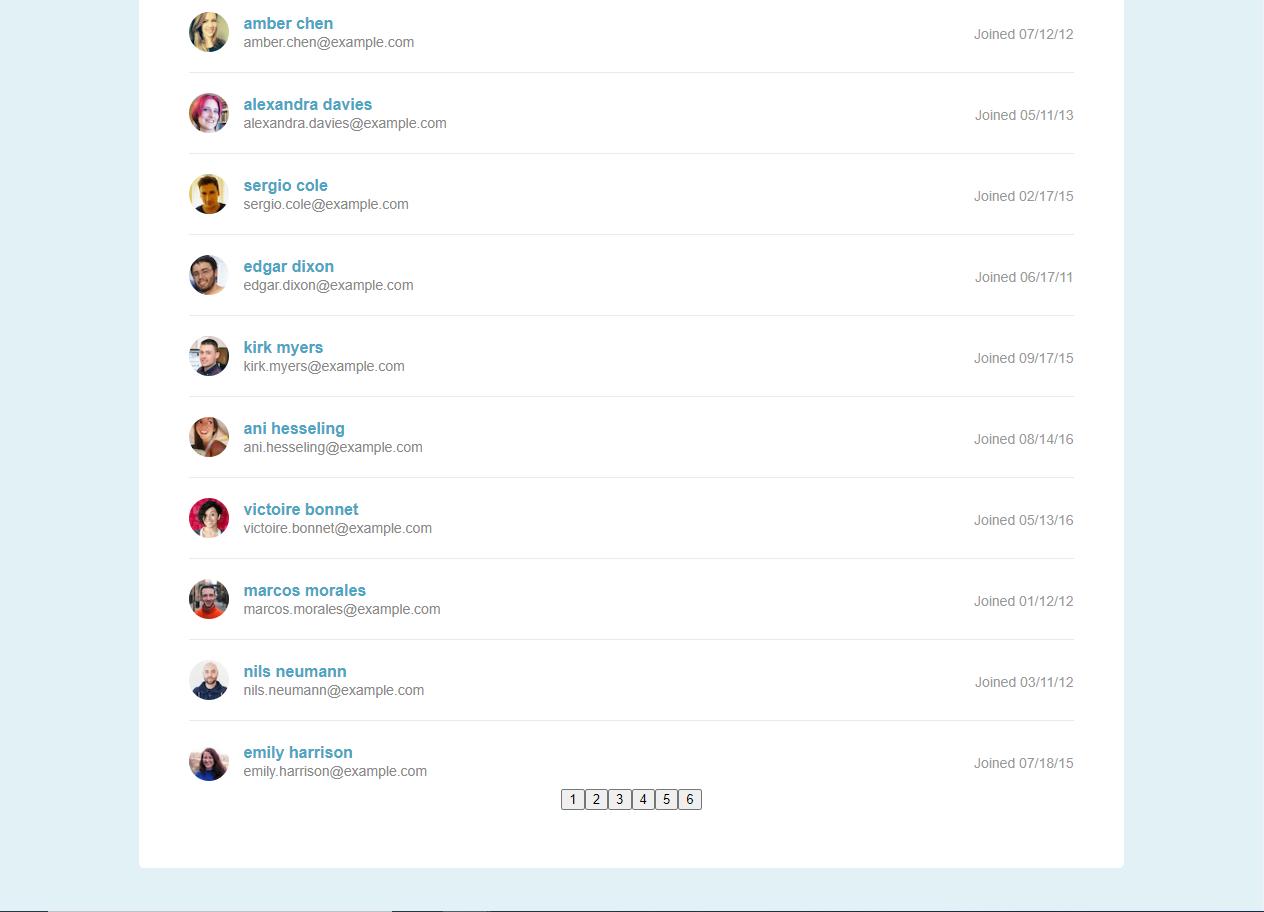 amber chen
amber.chen@example.com
Joined 07/12/12
alexandra davies
alexandra.davies@example.com
Joined 05/11/13
sergio cole
sergio.cole@example.com
Joined 02/17/15
edgar dixon
edgar.dixon@example.com
Joined 06/17/11
kirk myers
kirk.myers@example.com
Joined 09/17/15
ani hesseling
ani.hesseling@example.com
Joined 08/14/16
victoire bonnet
victoire.bonnet@example.com
Joined 05/13/16
marcos morales
marcos.morales@example.com
Joined 01/12/12
nils neumann
nils.neumann@example.com
Joined 03/11/12
emily harrison
emily.harrison@example.com
Joined 07/18/15
1 2 3 4 5 6